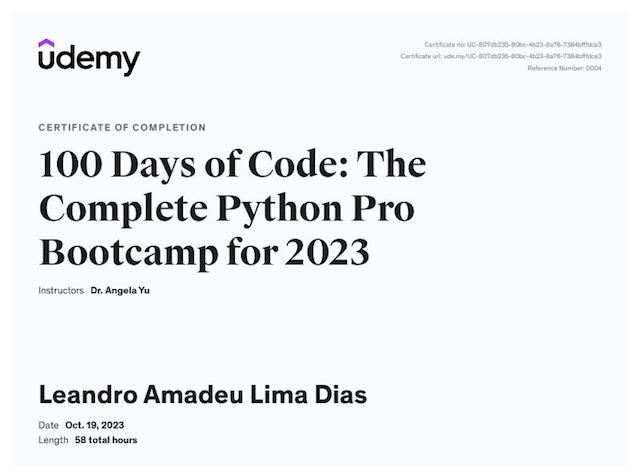 udemy
Certificate no: UC-807db235-80bc-4b23-8a76-7384bfffdce3
Certificate url: ude.my/UC-807db235-80bc-4b23-8a76-7384bfffdce3
Reference Number: 0004
CERTIFICATE OF COMPLETION
100 Days of Code: The
Complete Python Pro
Bootcamp for 2023
Instructors Dr. Angela Yu
Leandro Amadeu Lima Dias
Date Oct. 19, 2023
Length 58 total hours